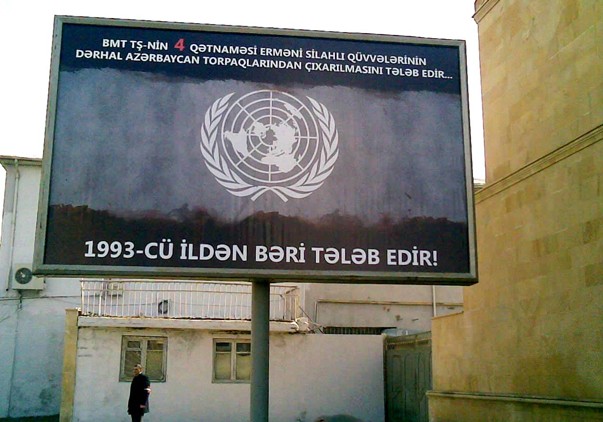 BMT TŞ-NİN 4 QƏTNAMƏSİ ERMƏNİ SİLAHLI QÜVVƏLƏRİNİN
DƏRHAL AZƏRBAYCAN TORPAQLARINDAN ÇIXARILMASINI TƏLƏB EDİR...
1993-CÜ İLDƏN BƏRİ TƏLƏB EDİR!